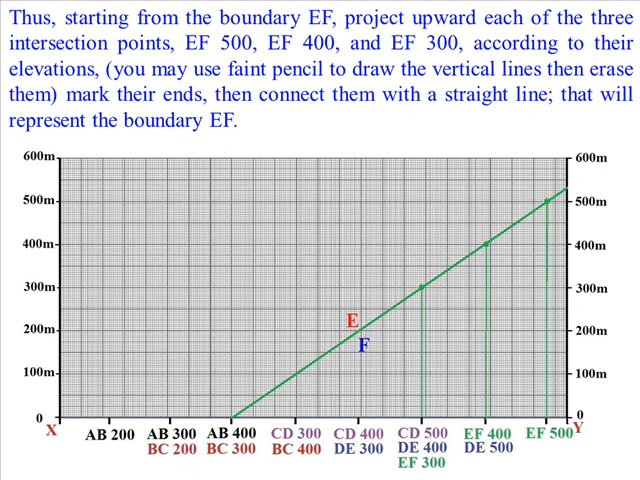 Thus, starting from the boundary EF, project upward each of the three
intersection points, EF 500, EF 400, and EF 300, according to their
elevations, (you may use faint pencil to draw the vertical lines then erase
them) mark their ends, then connect them with a straight line; that will
represent the boundary EF.
600m 600m
500m 500m
400m 400m
300m 300m
E
200m 200m
F
100m 100m
0 0
X Y
AB 200 AB 300 AB 400 CD 300 CD 400 CD 500 EF 400 EF 500
BC 200 BC 300 BC 400 DE 300 DE 400 DE 500
EF 300